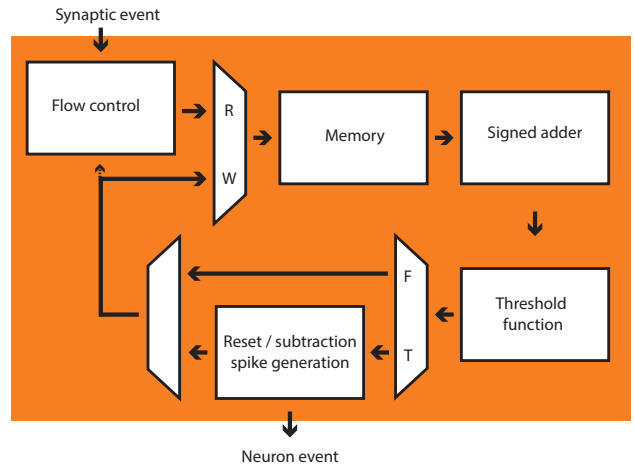 Synaptic event
Flow control
R
W
Memory
Signed adder
F
T
Threshold
function
Reset / subtraction
spike generation
Neuron event